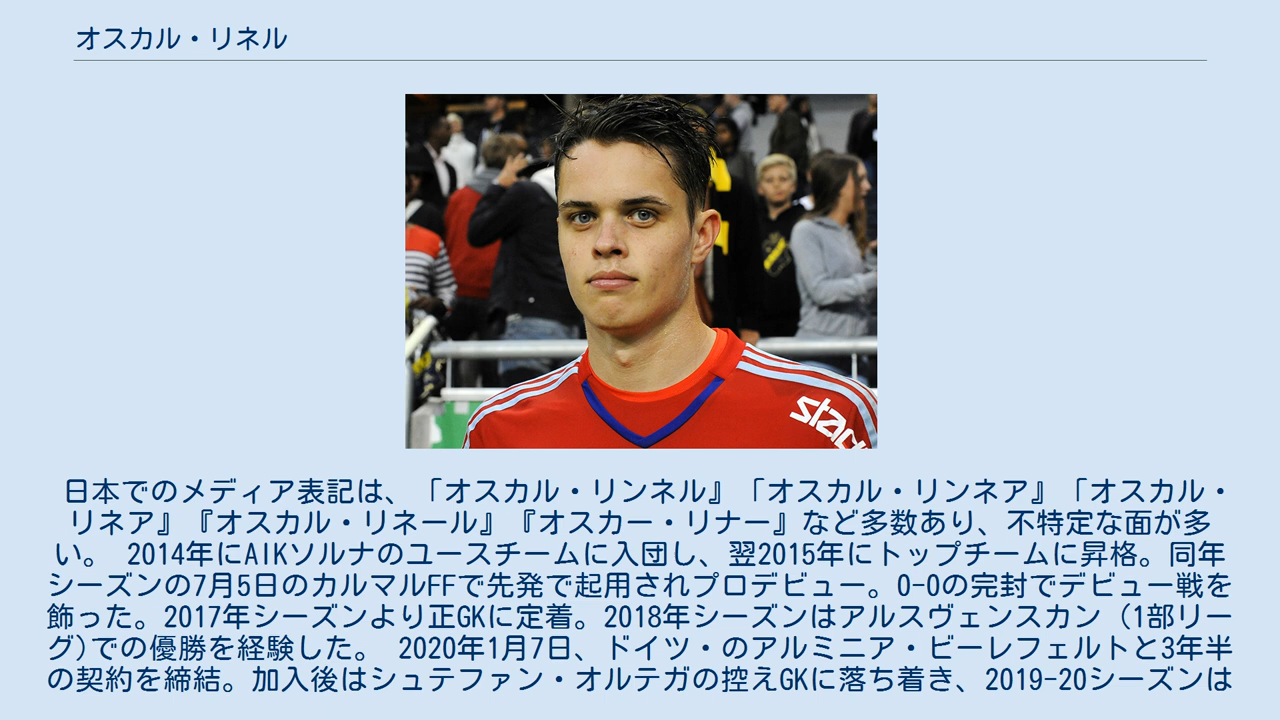 オスカル・リネル
stad
日本でのメディア表記は、「オスカル・リンネル』「オスカル・リンネア』「オスカル・
リネア』『オスカル・リネール』『オスカー・リナー』など多数あり、不特定な面が多
い。 2014年にAIKソルナのユースチームに入団し、翌2015年にトップチームに昇格。同年
シーズンの7月5日のカルマルFFで先発で起用されプロデビュー。0-0の完封でデビュー戦を
飾った。2017年シーズンより正GKに定着。2018年シーズンはアルスヴェンスカン（1部リー
グ)での優勝を経験した。 2020年1月7日、ドイツ・のアルミニア・ビーレフェルトと3年半
の契約を締結。加入後はシュテファン・オルテガの控えGKに落ち着き、2019-20シーズンは